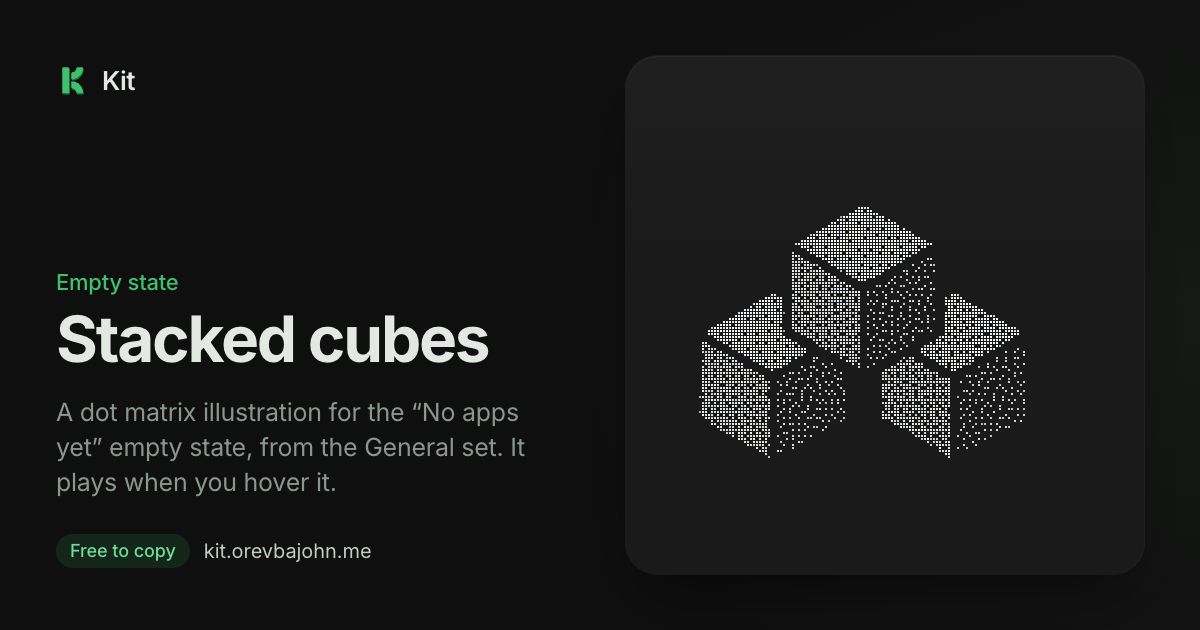 Kit
Empty state
Stacked cubes
A dot matrix illustration for the “No apps
yet” empty state, from the General set. It
plays when you hover it.
Free to copy
kit.orevbajohn.me